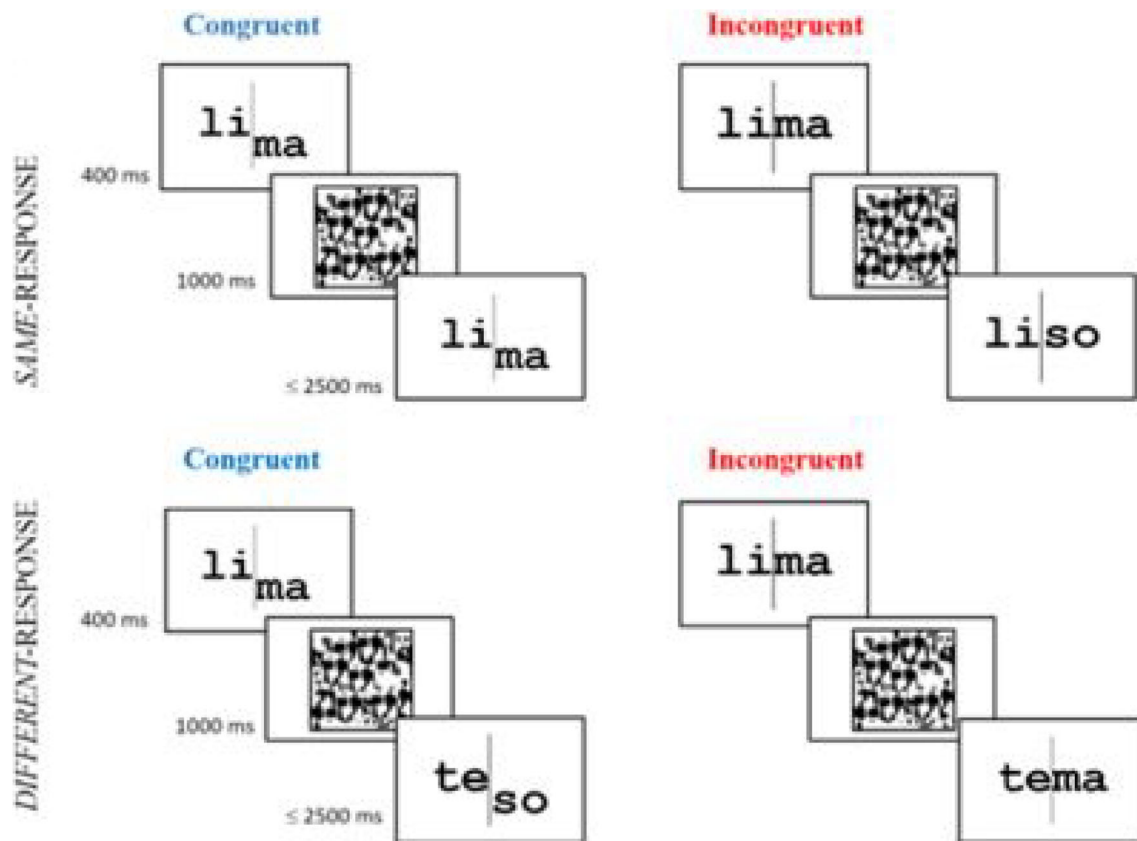 Congruent
Incongruent
SAME-RESPONSE
li ma
lima
400 ms
1000 ms
li ma
liso
≤ 2500 ms
Congruent
Incongruent
DIFFERENT-RESPONSE
li ma
lima
400 ms
1000 ms
te so
tema
≤ 2500 ms